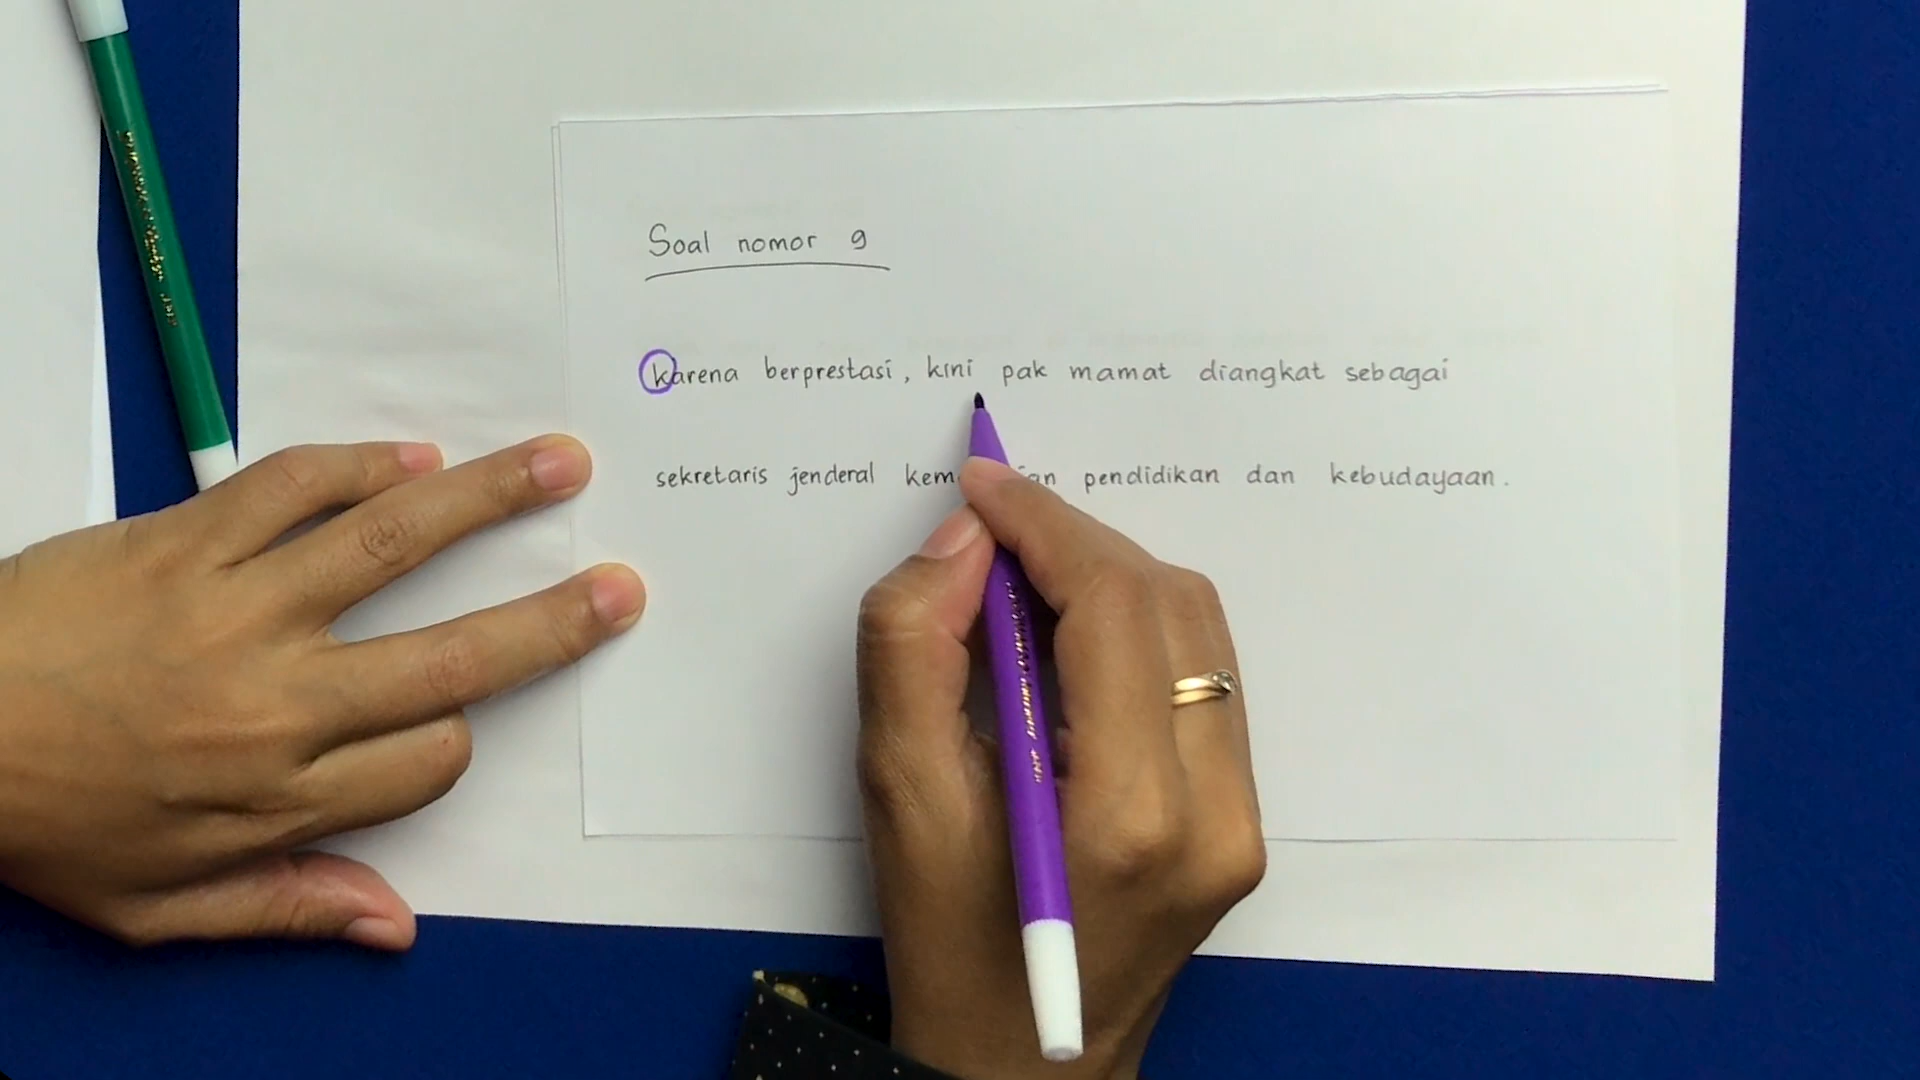 Soal nomor 9
karena berprestasi, kini pak mamat diangkat sebagai
sekretaris jenderal pendidikan dan kebudayaan.